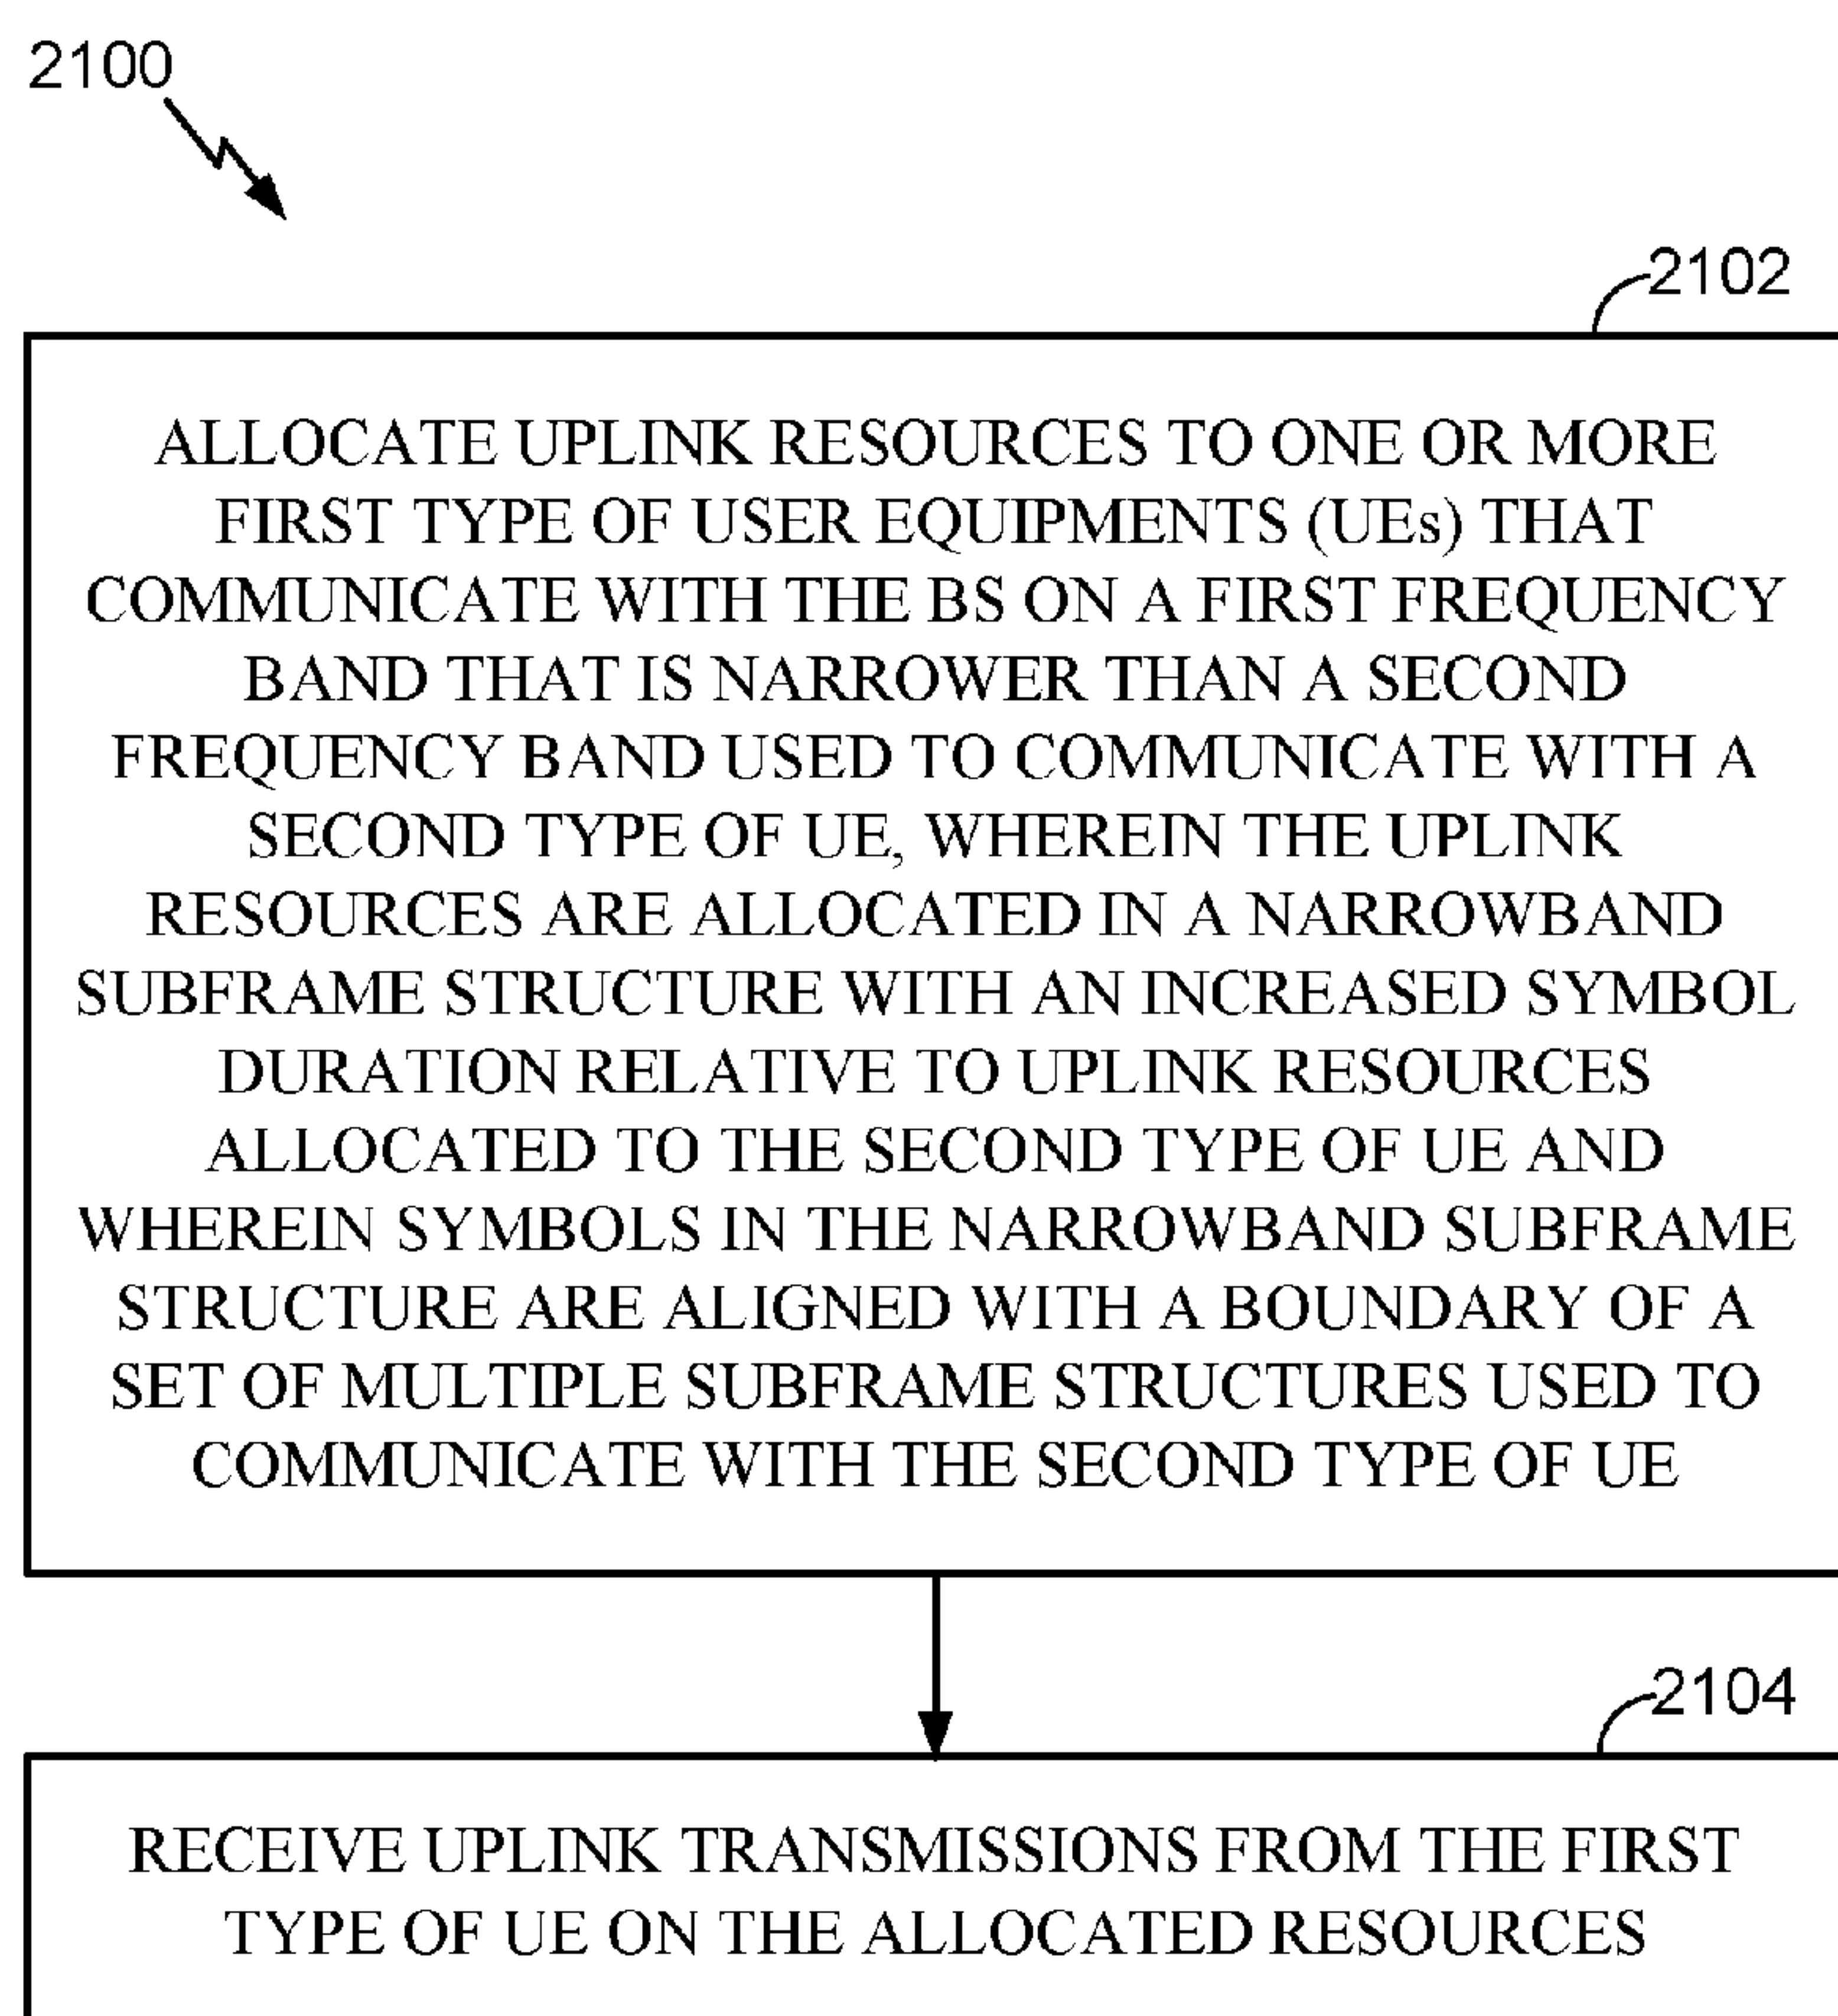 2100
2102
ALLOCATE UPLINK RESOURCES TO ONE OR MORE
FIRST TYPE OF USER EQUIPMENTS (UEs) THAT
COMMUNICATE WITH THE BS ON A FIRST FREQUENCY
BAND THAT IS NARROWER THAN A SECOND
FREQUENCY BAND USED TO COMMUNICATE WITH A
SECOND TYPE OF UE, WHEREIN THE UPLINK
RESOURCES ARE ALLOCATED IN A NARROWBAND
SUBFRAME STRUCTURE WITH AN INCREASED SYMBOL
DURATION RELATIVE TO UPLINK RESOURCES
ALLOCATED TO THE SECOND TYPE OF UE AND
WHEREIN SYMBOLS IN THE NARROWBAND SUBFRAME
STRUCTURE ARE ALIGNED WITH A BOUNDARY OF A
SET OF MULTIPLE SUBFRAME STRUCTURES USED TO
COMMUNICATE WITH THE SECOND TYPE OF UE
2104
RECEIVE UPLINK TRANSMISSIONS FROM THE FIRST
TYPE OF UE ON THE ALLOCATED RESOURCES